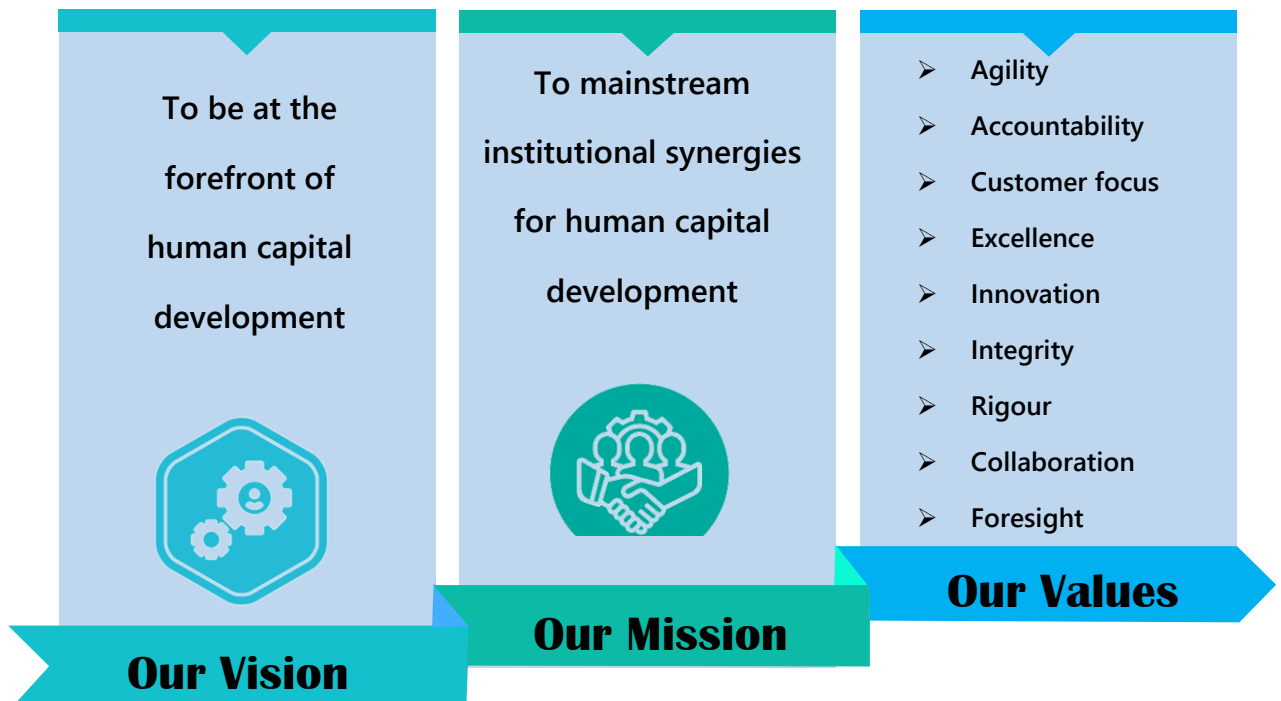 To be at the
forefront of
human capital
development
Our Vision
To mainstream
institutional synergies
for human capital
development
Our Mission
➢ Agility
➢ Accountability
➢ Customer focus
➢ Excellence
➢ Innovation
➢ Integrity
➢ Rigour
➢ Collaboration
➢ Foresight
Our Values